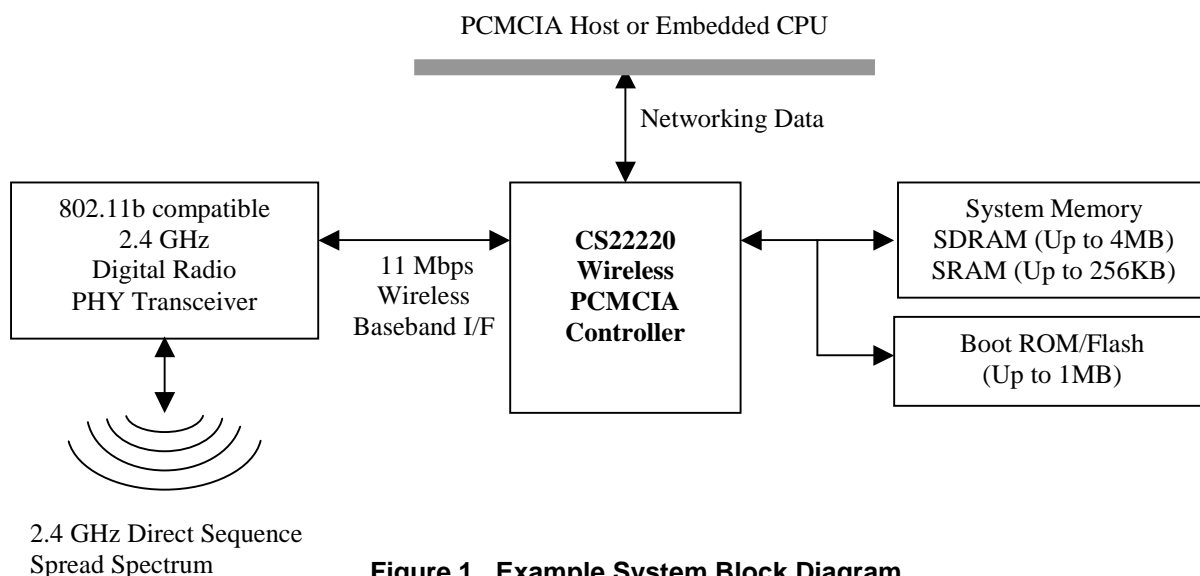 PCMCIA Host or Embedded CPU
Networking Data
802.11b compatible
2.4 GHz
Digital Radio
PHY Transceiver
11 Mbps
Wireless
Baseband I/F
CS22220
Wireless
PCMCIA
Controller
System Memory
SDRAM (Up to 4MB)
SRAM (Up to 256KB)
Boot ROM/Flash
(Up to 1MB)
2.4 GHz Direct Sequence
Spread Spectrum
Figure 1. Example System Block Diagram